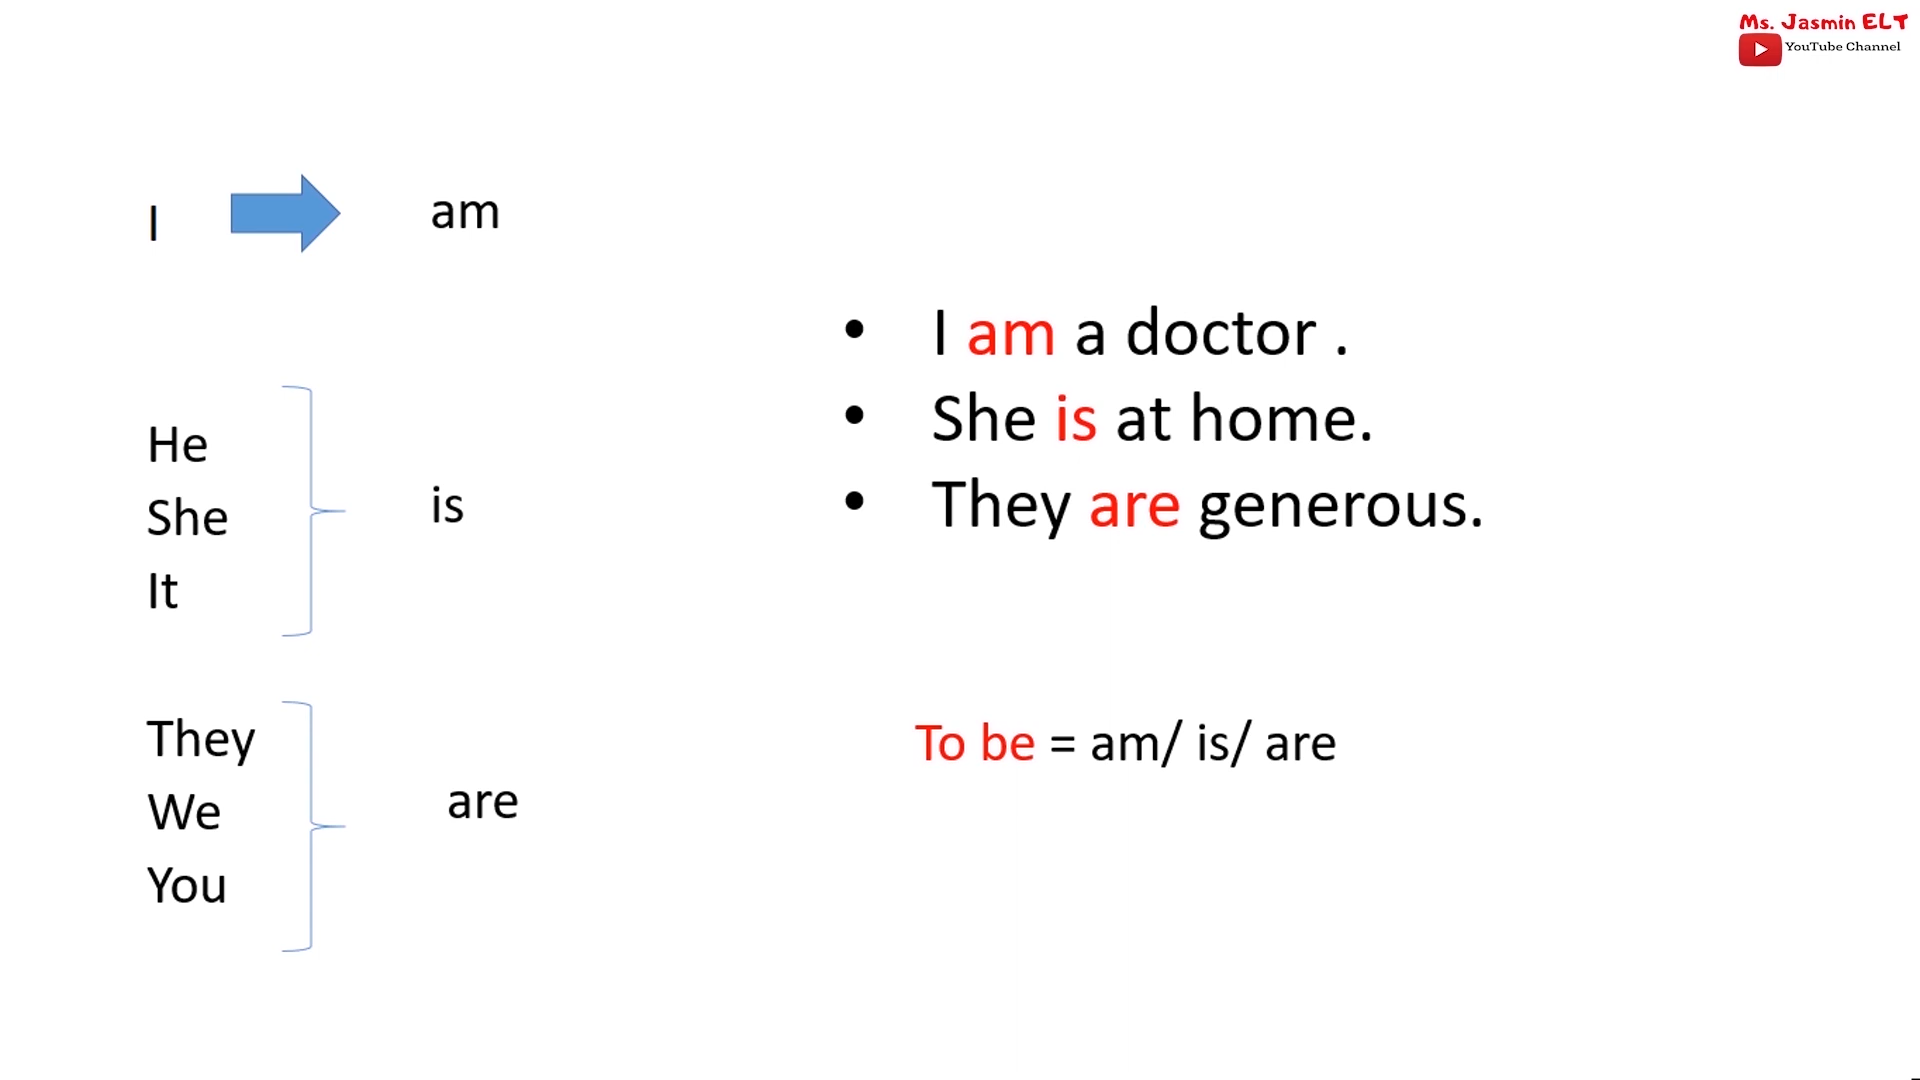 Ms. Jasmin ELT
YouTube Channel
I am
He
She
It
is
They
We
You
are
• I am a doctor .
• She is at home.
• They are generous.
To be = am/ is/ are